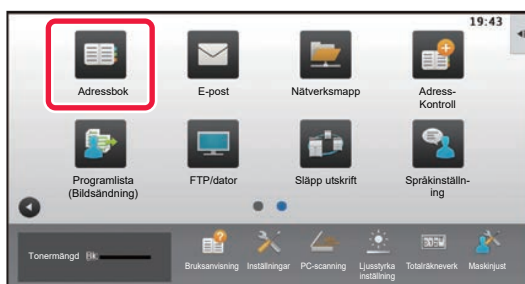 19:43
Adressbok
E-post
Nätverksmapp
Adress-
Kontroll
Programlista
(Bildsändning)
FTP/dator
Släpp utskrift
Språkinställn-
ing
Tonermängd Bk
Bruksanvisning
Inställningar
PC-scanning
Ljusstyrka
inställning
Totalräkneverk
Maskinjust